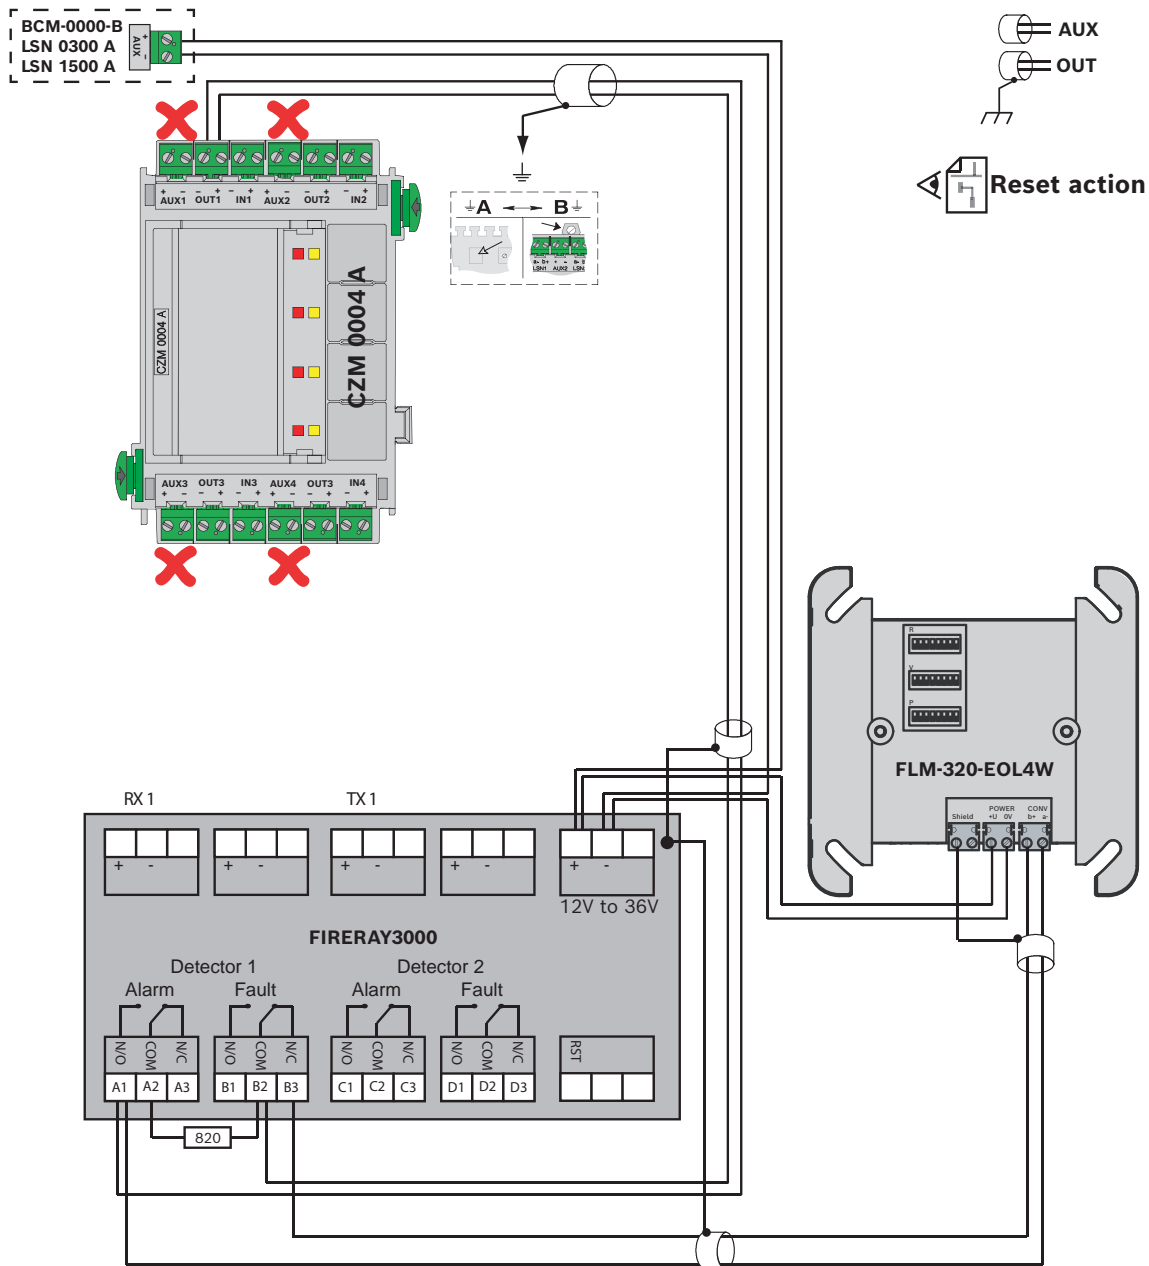 BCM-0000-B
LSN 0300 A
LSN 1500 A
+
AUX
-
AUX
OUT
Reset action
+ - - + - + + - - + - +
AUX1 OUT1 IN1 AUX2 OUT2 IN2
A B
LSN1 AUX2 LSN
CZM 0004 A
CZM 0004 A
AUX3 OUT3 IN3 AUX4 OUT3 IN4
+ - - + - + + - - + - +
R
V
P
FLM-320-EOL4W
POWER CONV
Shield +U 0V b+ a-
RX 1 TX 1
+ - + - + - + - + -
12V to 36V
FIRERAY3000
Detector 1 Detector 2
Alarm Fault Alarm Fault
N/O COM N/C N/O COM N/C N/O COM N/C N/O COM N/C RST
A1 A2 A3 B1 B2 B3 C1 C2 C3 D1 D2 D3
820